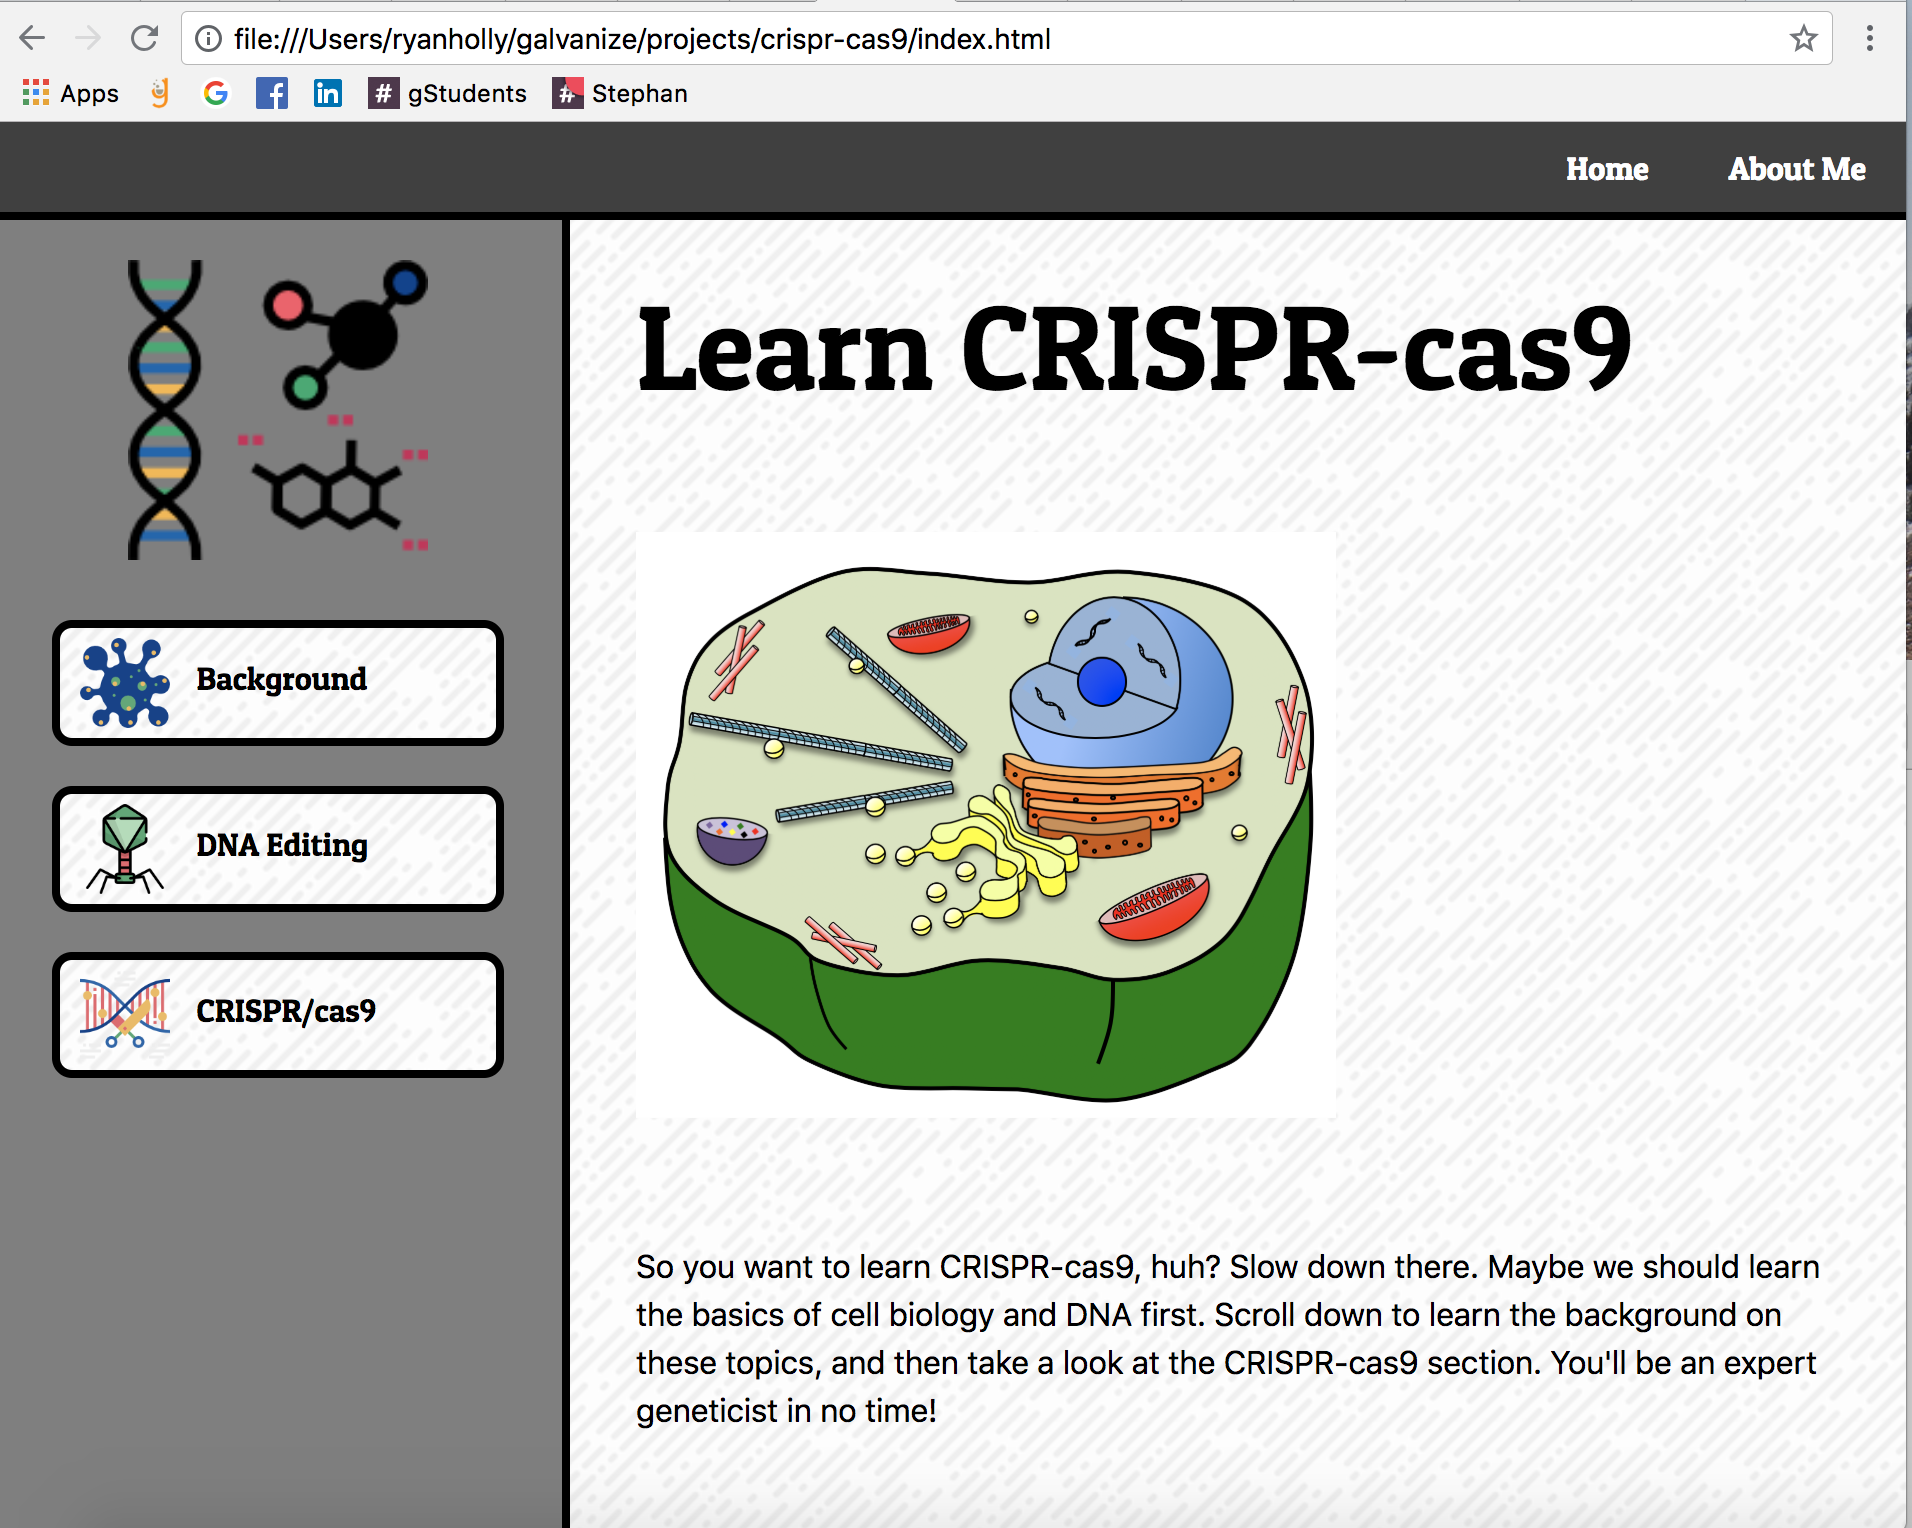 file:///Users/ryanholly/galvanize/projects/crispr-cas9/index.html
Apps gStudents Stephan
Home About Me
Learn CRISPR-cas9
Background
DNA Editing
CRISPR/cas9
So you want to learn CRISPR-cas9, huh? Slow down there. Maybe we should learn
the basics of cell biology and DNA first. Scroll down to learn the background on
these topics, and then take a look at the CRISPR-cas9 section. You'll be an expert
geneticist in no time!